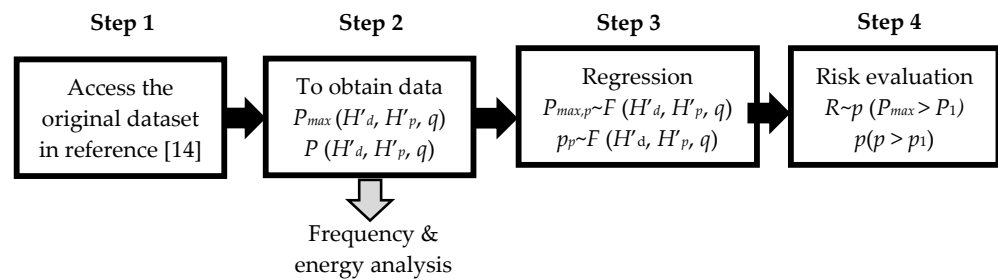 Step 1
Access the
original dataset
in reference [14]
Step 2
To obtain data
Pmax (H'd, H'p, q)
P (H'd, H'p, q)
Frequency &
energy analysis
Step 3
Regression
Pmax,p~F (H'd, H'p, q)
pp~F (H'd, H'p, q)
Step 4
Risk evaluation
R~p (Pmax > P1)
p(p > p1)